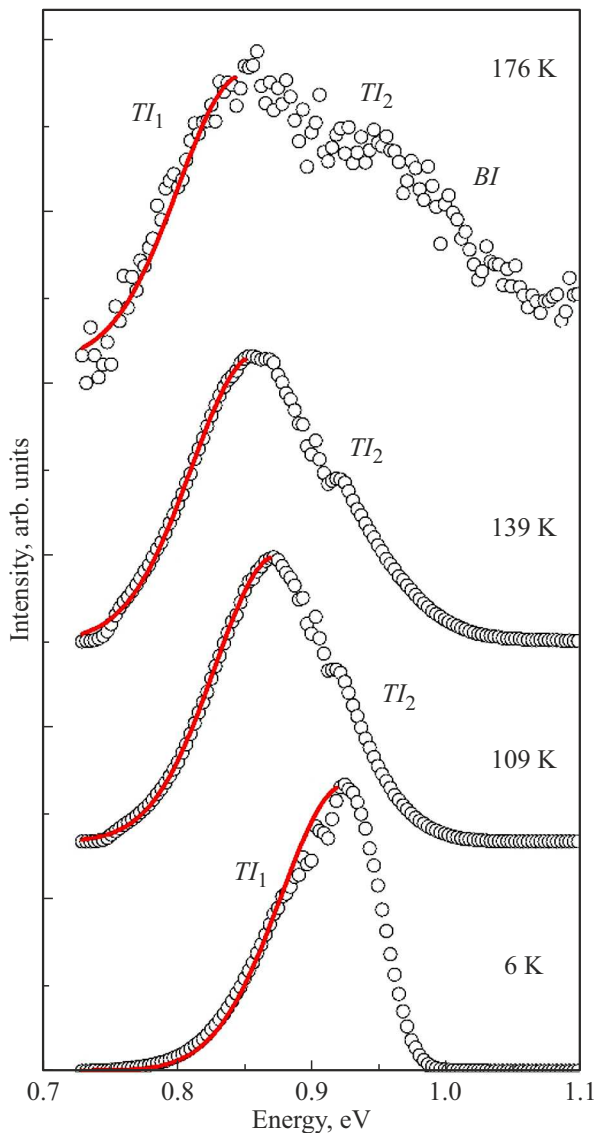 176 K
TI2
TI1
BI
TI2
139 K
TI2
109 K
TI1
6 K
Intensity, arb. units
0.7 0.8 0.9 1.0 1.1
Energy, eV